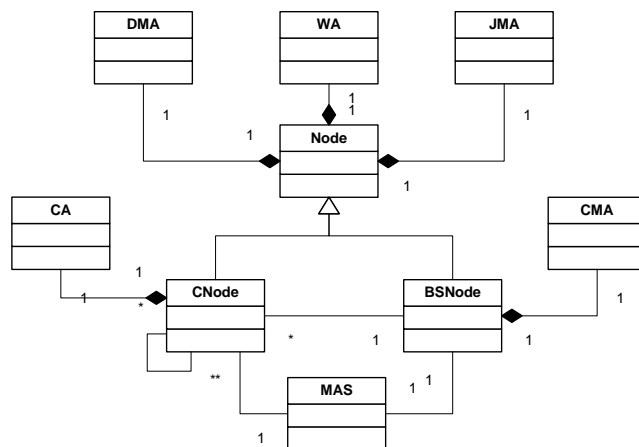 DMA WA JMA
1 1 1
1 1
Node
1
CA CMA
1 CNode BSNode
1 1
* * 1 1
** MAS 1 1
1